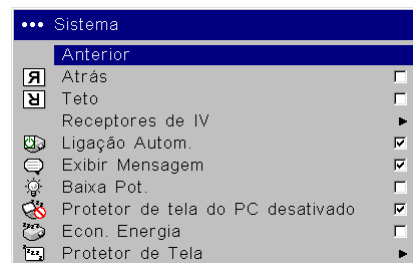 Sistema
Anterior
Atrás
Teto
Receptores de IV
Ligação Autom.
Exibir Mensagem
Baixa Pot.
Protetor de tela do PC desativado
Econ. Energia
Protetor de Tela